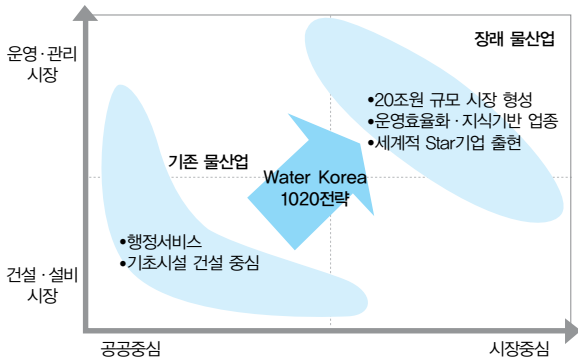 운영·관리
시장
장래 물산업
•20조원 규모 시장 형성
•운영효율화·지식기반 업종
•세계적 Star기업 출현
기존 물산업
Water Korea
1020전략
•행정서비스
•기초시설 건설 중심
건설·설비
시장
공공중심
시장중심